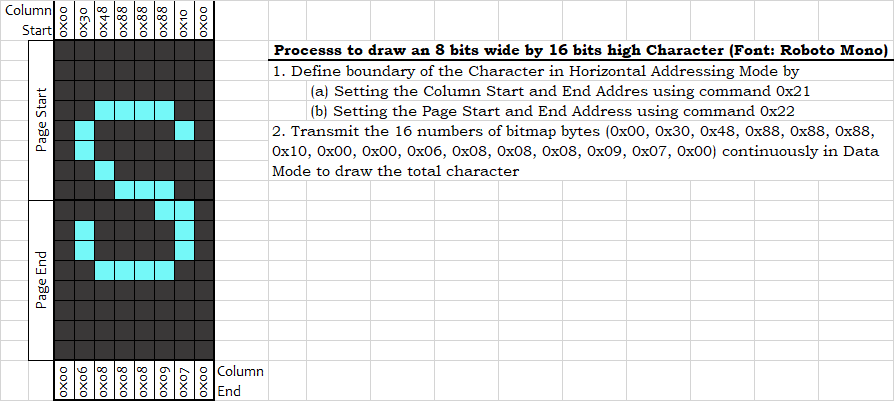 Column
Start
0x00
0x30
0x48
0x88
0x88
0x88
0x10
0x00
Page Start
Page End
0x00
0x06
0x08
0x08
0x08
0x09
0x07
0x00
Column
End
Processs to draw an 8 bits wide by 16 bits high Character (Font: Roboto Mono)
1. Define boundary of the Character in Horizontal Addressing Mode by
(a) Setting the Column Start and End Addres using command 0x21
(b) Setting the Page Start and End Address using command 0x22
2. Transmit the 16 numbers of bitmap bytes (0x00, 0x30, 0x48, 0x88, 0x88, 0x88,
0x10, 0x00, 0x00, 0x06, 0x08, 0x08, 0x08, 0x09, 0x07, 0x00) continuously in Data
Mode to draw the total character